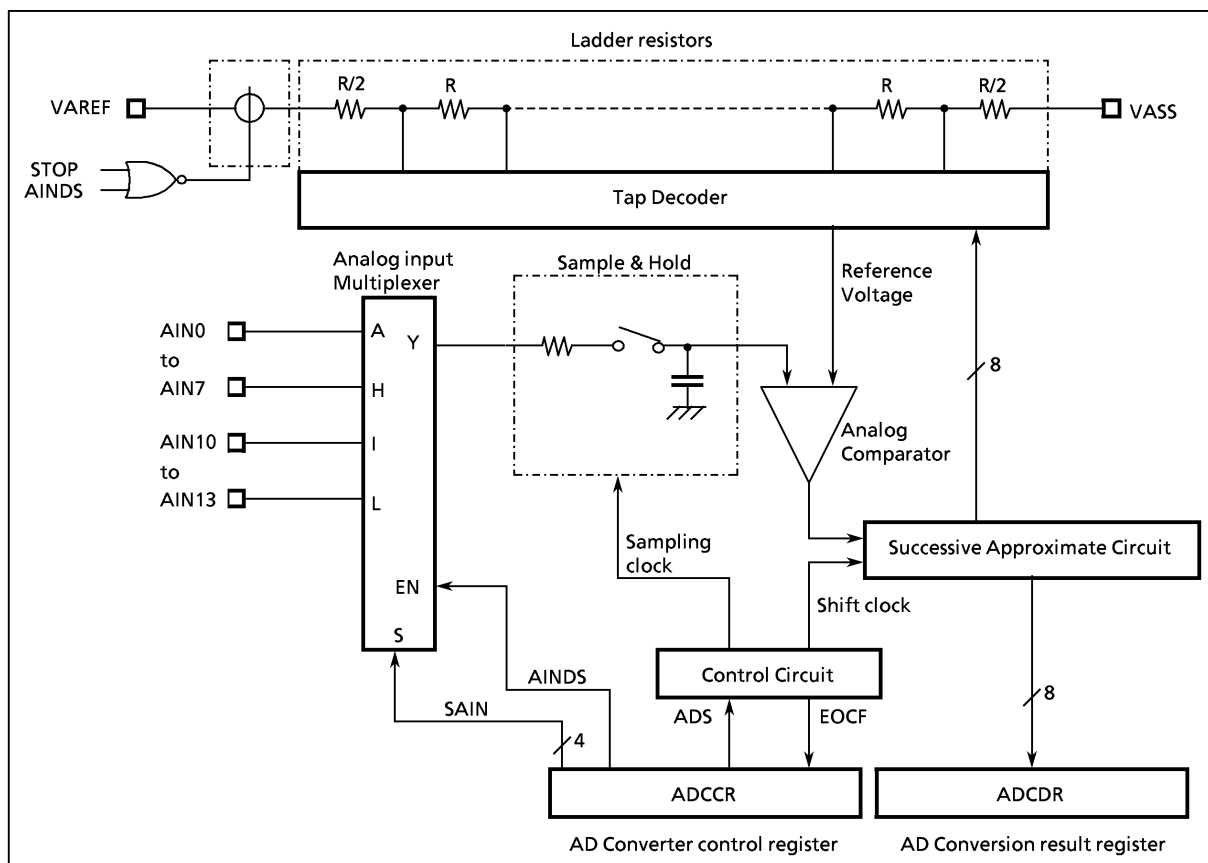 Ladder resistors
R/2
R
R
R/2
VAREF
VASS
STOP
AINDS
Tap Decoder
Analog input
Multiplexer
Sample & Hold
Reference
Voltage
AIN0
to
AIN7
AIN10
to
AIN13
A
Y
H
I
L
EN
S
8
Analog
Comparator
Sampling
clock
Successive Approximate Circuit
Shift clock
Control Circuit
AINDS
SAIN
4
ADS
EOCF
8
ADCCR
ADCDR
AD Converter control register
AD Conversion result register